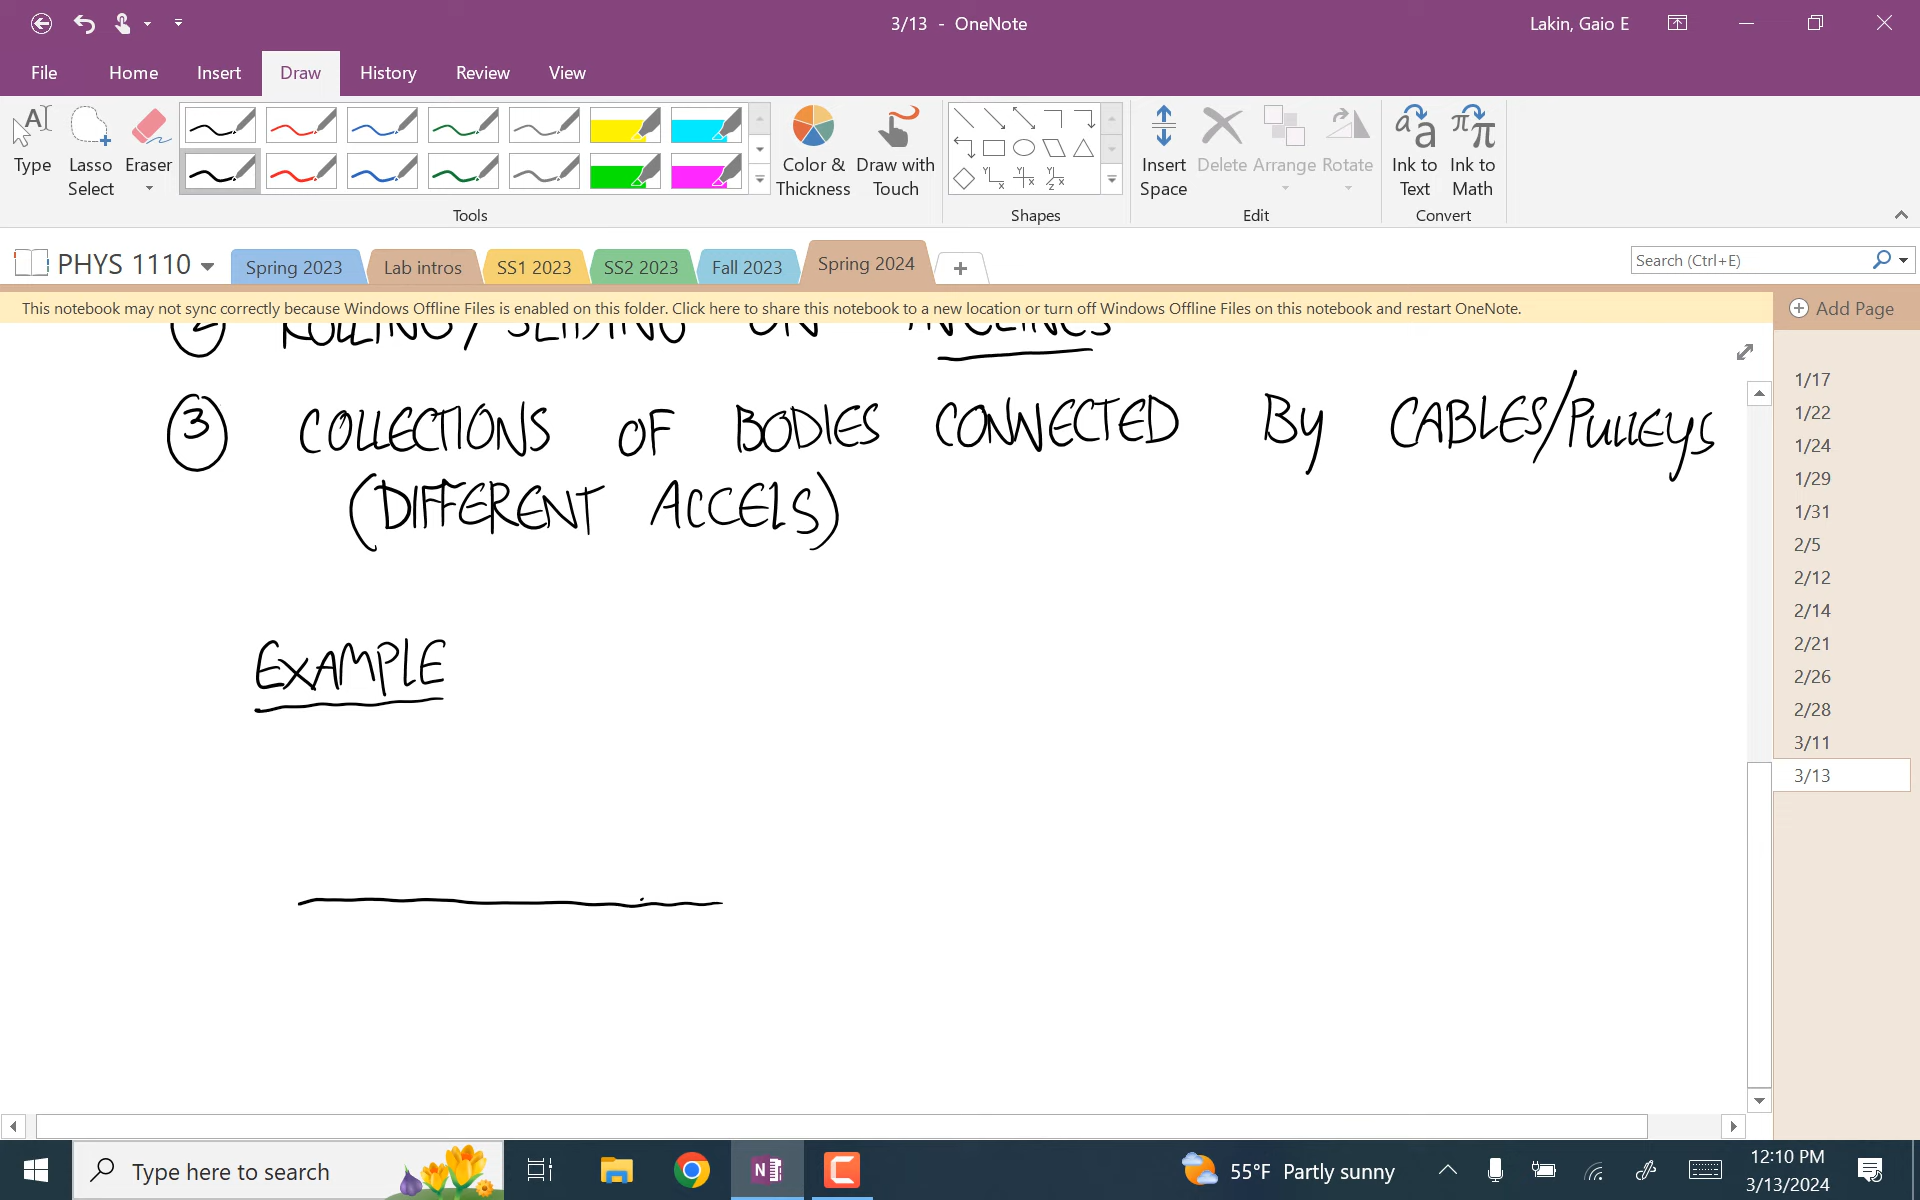 3/13 - OneNote
Lakin, Gaio E
File Home Insert Draw History Review View
Type
Lasso Select
Eraser
Color & Thickness
Draw with Touch
Insert Space
Delete
Arrange
Rotate
Ink to Text
Ink to Math
Tools Shapes Edit Convert
PHYS 1110
Spring 2023 Lab intros SS1 2023 SS2 2023 Fall 2023 Spring 2024
Search (Ctrl+E)
This notebook may not sync correctly because Windows Offline Files is enabled on this folder. Click here to share this notebook to a new location or turn off Windows Offline Files on this notebook and restart OneNote.
Add Page
② ROLLING/SLIDING ON INCLINES
③ COLLECTIONS OF BODIES CONNECTED BY CABLES/PULLEYS
(DIFFERENT ACCELS)
EXAMPLE
1/17
1/22
1/24
1/29
1/31
2/5
2/12
2/14
2/21
2/26
2/28
3/11
3/13
Type here to search
55°F Partly sunny
12:10 PM
3/13/2024